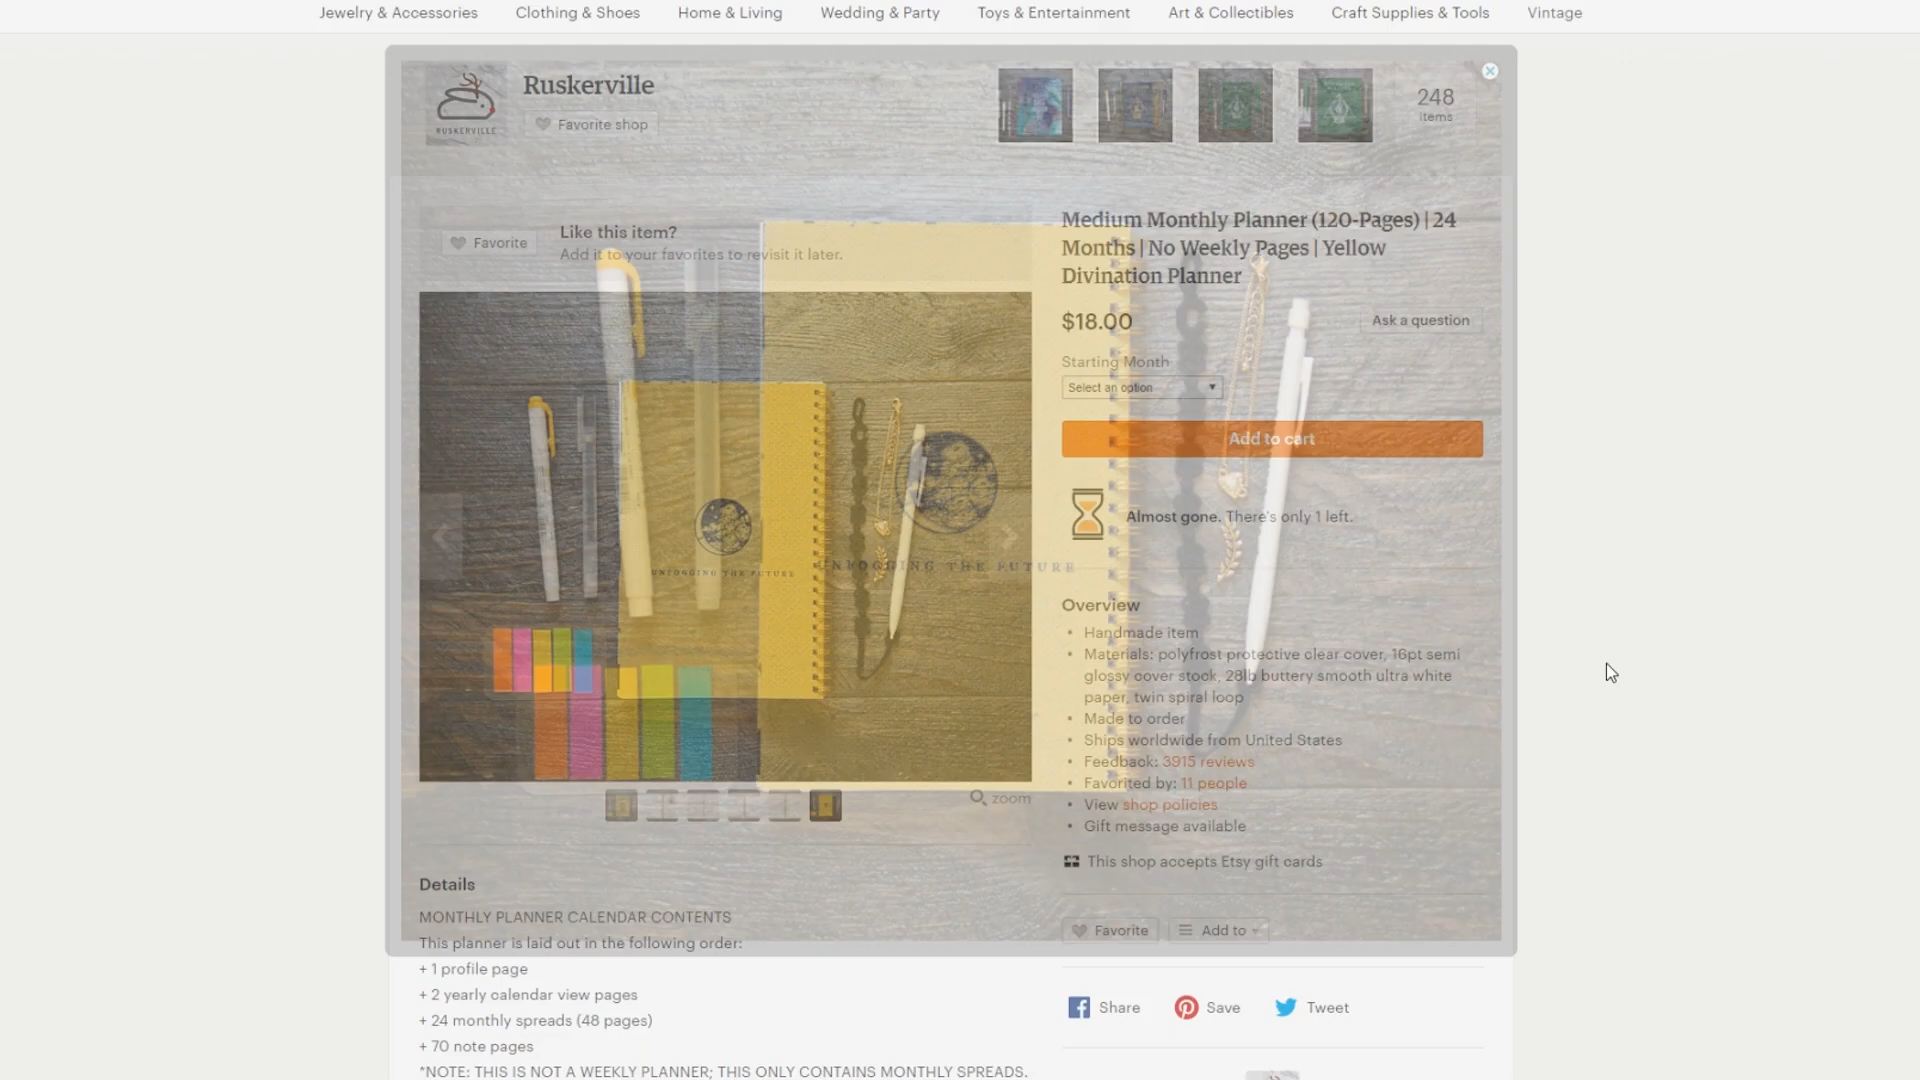 Jewelry & Accessories Clothing & Shoes Home & Living Wedding & Party Toys & Entertainment Art & Collectibles Craft Supplies & Tools Vintage
Ruskerville
RUSKERVILLE
Favorite shop
248
items
Favorite
Like this item?
Add it to your favorites to revisit it later.
UNFOGGING THE FUTURE
UNFOGGING THE FUTURE
zoom
Medium Monthly Planner (120-Pages) | 24
Months | No Weekly Pages | Yellow
Divination Planner
$18.00
Ask a question
Starting Month
Select an option
Add to cart
Almost gone. There's only 1 left.
Overview
• Handmade item
• Materials: polyfrost protective clear cover, 16pt semi
glossy cover stock, 28lb buttery smooth ultra white
paper, twin spiral loop
• Made to order
• Ships worldwide from United States
• Feedback: 3915 reviews
• Favorited by: 11 people
• View shop policies
• Gift message available
This shop accepts Etsy gift cards
Favorite Add to
Share Save Tweet
Details
MONTHLY PLANNER CALENDAR CONTENTS
This planner is laid out in the following order:
+ 1 profile page
+ 2 yearly calendar view pages
+ 24 monthly spreads (48 pages)
+ 70 note pages
*NOTE: THIS IS NOT A WEEKLY PLANNER; THIS ONLY CONTAINS MONTHLY SPREADS.